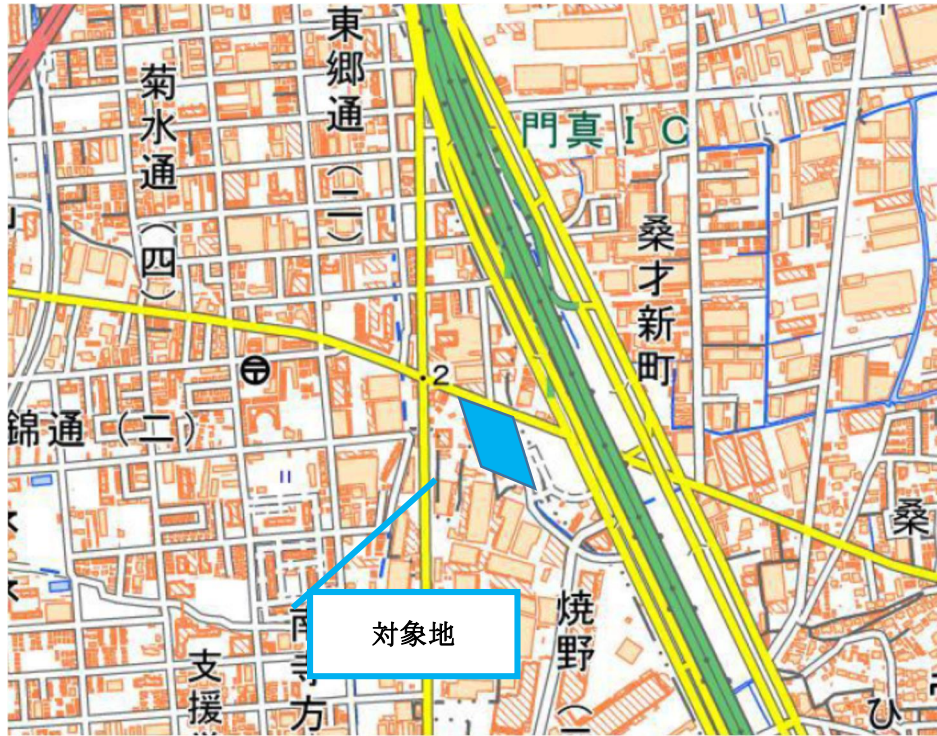 東郷通(二)
菊水通(四)
門真IC
桑才新町
2
錦通(二)
桑
対象地
焼野(一
南寺方
支援
ひ